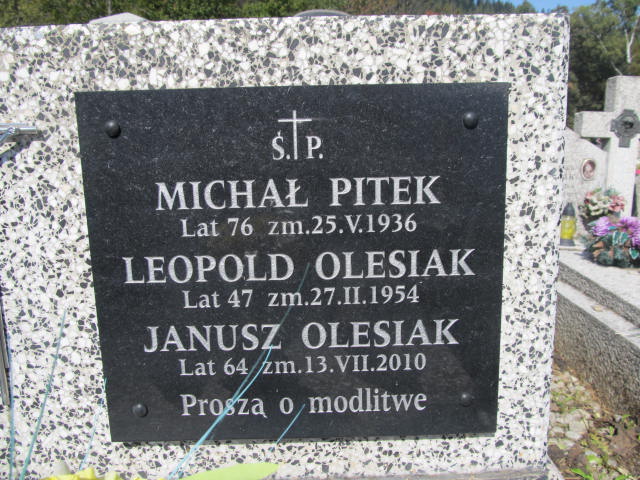 Ś.P.
MICHAŁ PITEK
Lat 76 zm.25.V.1936
LEOPOLD OLESIAK
Lat 47 zm.27.II.1954
JANUSZ OLESIAK
Lat 64 zm.13.VII.2010
Proszą o modlitwe